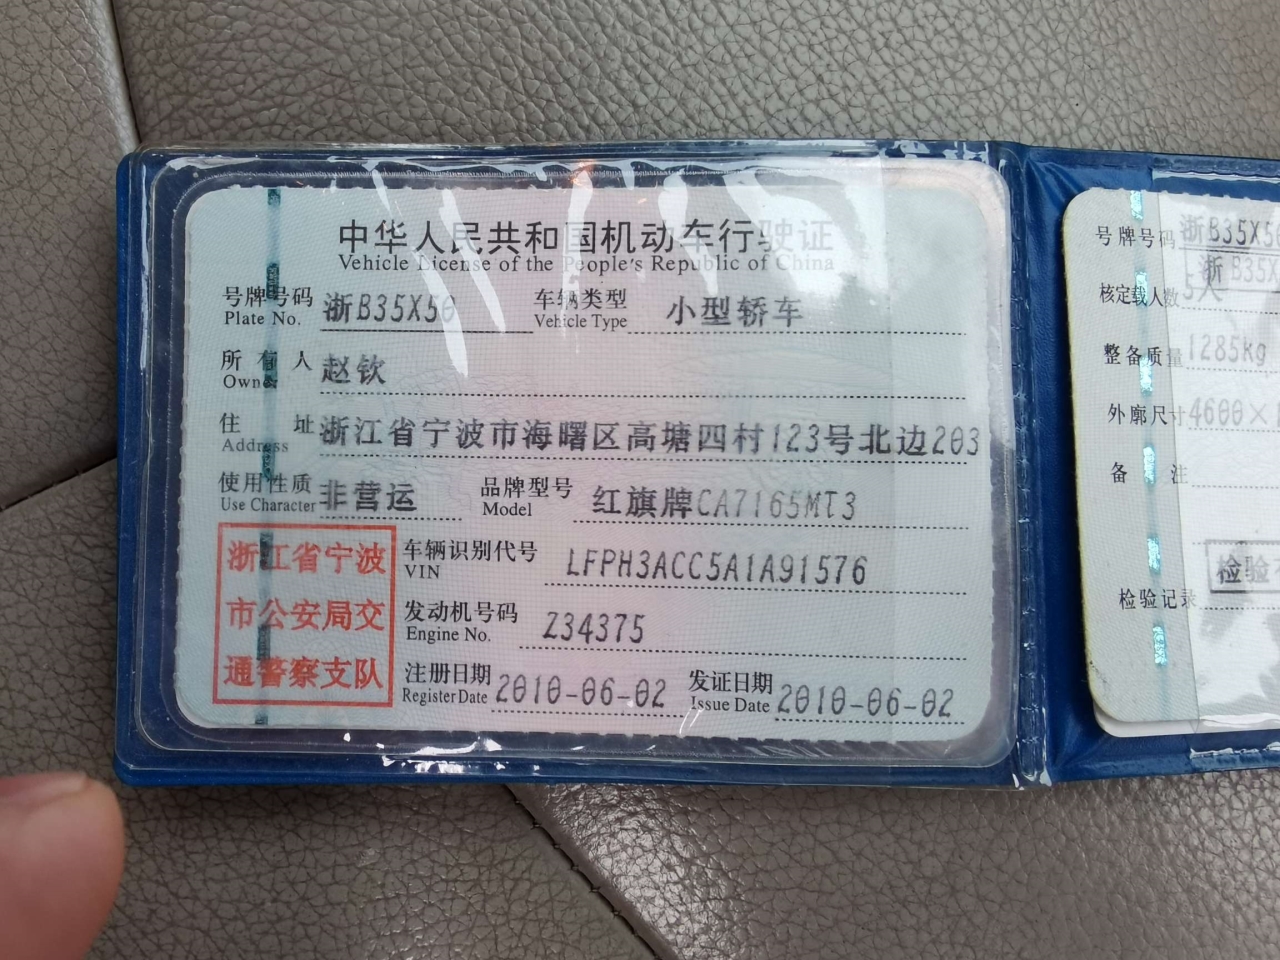 中华人民共和国机动车行驶证
Vehicle License of the People's Republic of China
号牌号码 Plate No. 浙B35X50 车辆类型 Vehicle Type 小型轿车
所有人 Owner 赵钦
住址 Address 浙江省宁波市海曙区高塘四村123号北边203
使用性质 Use Character 非营运 品牌型号 Model 红旗牌CA7165MT3
浙江省宁波
市公安局交
通警察支队
车辆识别代号 VIN LFPH3ACC5A1A91576
发动机号码 Engine No. Z34375
注册日期 Register Date 2010-06-02 发证日期 Issue Date 2010-06-02
号牌号码 浙B35X50
浙B35X
核定载人数 5人
整备质量 1285kg
外廓尺寸 4600×
备注
检验
检验记录